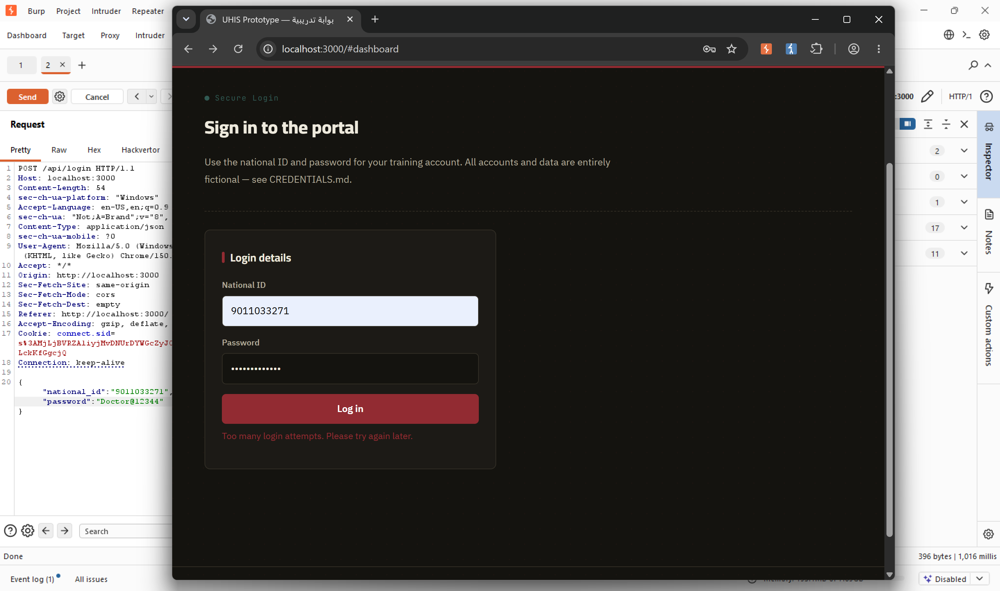 Burp Project Intruder Repeater
Dashboard Target Proxy Intruder
1 2 × +
Send Cancel
Request
Pretty Raw Hex Hackvertor
1 POST /api/login HTTP/1.1
2 Host: localhost:3000
3 Content-Length: 54
4 sec-ch-ua-platform: "Windows"
5 Accept-Language: en-US,en;q=0.9
6 sec-ch-ua: "Not;A=Brand";v="8",
7 Content-Type: application/json
8 sec-ch-ua-mobile: ?0
9 User-Agent: Mozilla/5.0 (Windows
(KHTML, like Gecko) Chrome/150.
10 Accept: */*
11 Origin: http://localhost:3000
12 Sec-Fetch-Site: same-origin
13 Sec-Fetch-Mode: cors
14 Sec-Fetch-Dest: empty
15 Referer: http://localhost:3000/
16 Accept-Encoding: gzip, deflate,
17 Cookie: connect.sid=
LckKfGgcjQ
18 Connection: keep-alive
19
20 {
"national_id":"9011033271",
"password":"Doctor@12344"
}
Search
Done
Event log (1) All issues
UHIS Prototype — بوابة تدريبية
localhost:3000/#dashboard
Secure Login
Sign in to the portal
Use the national ID and password for your training account. All accounts and data are entirely
fictional — see CREDENTIALS.md.
Login details
National ID
9011033271
Password
•••••••••••••
Log in
Too many login attempts. Please try again later.
:3000 HTTP/1
2
0
1
17
11
Inspector
Notes
Custom actions
396 bytes | 1,016 millis
Disabled